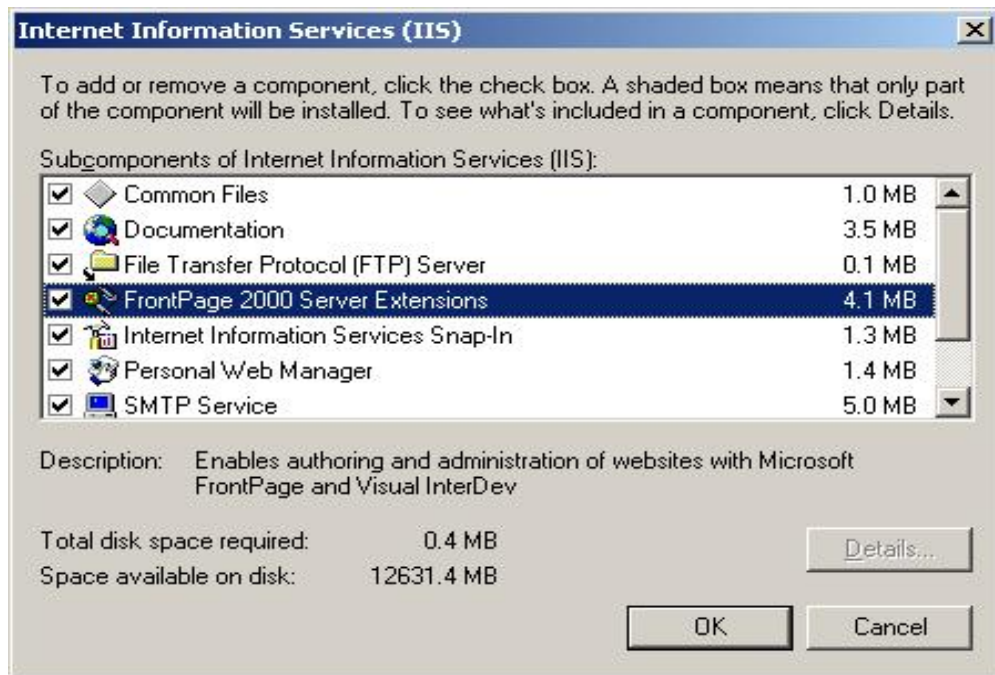 Internet Information Services (IIS)
To add or remove a component, click the check box. A shaded box means that only part
of the component will be installed. To see what's included in a component, click Details.
Subcomponents of Internet Information Services (IIS):
Common Files 1.0 MB
Documentation 3.5 MB
File Transfer Protocol (FTP) Server 0.1 MB
FrontPage 2000 Server Extensions 4.1 MB
Internet Information Services Snap-In 1.3 MB
Personal Web Manager 1.4 MB
SMTP Service 5.0 MB
Description: Enables authoring and administration of websites with Microsoft
FrontPage and Visual InterDev
Total disk space required: 0.4 MB
Space available on disk: 12631.4 MB
Details...
OK Cancel